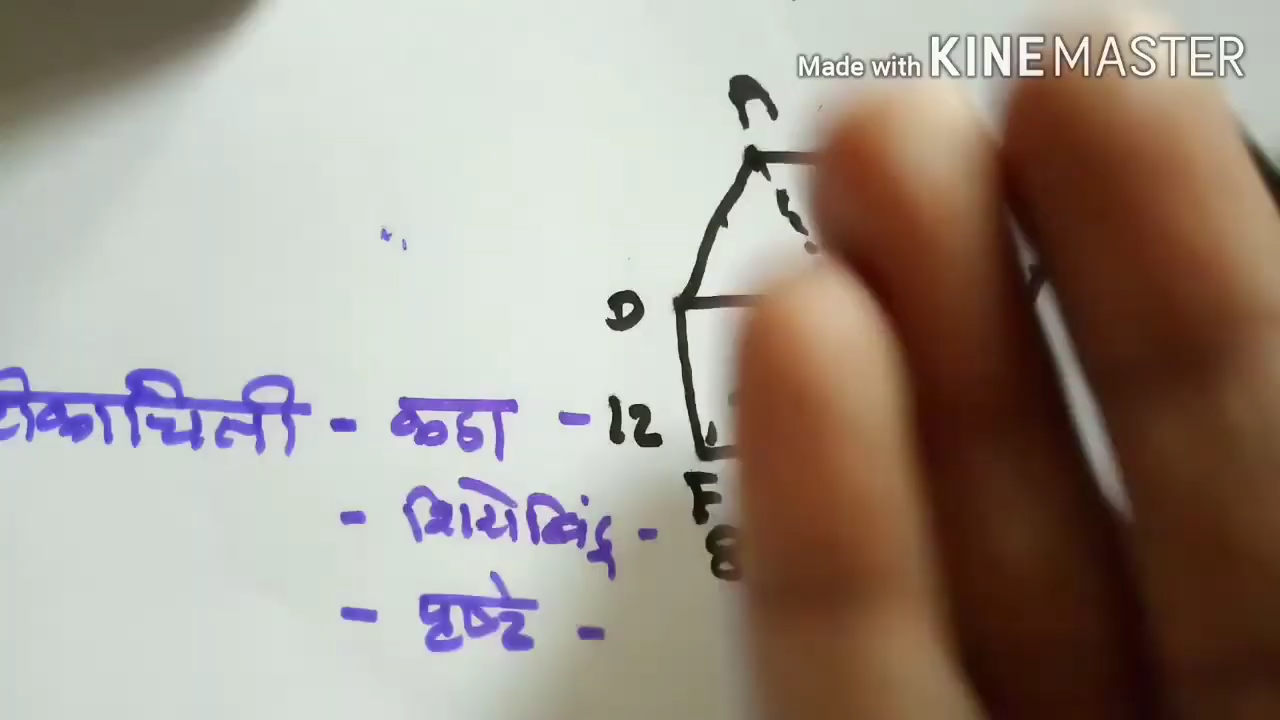 Made with KINEMASTER
A
D
टोकाचिती - कडा - 12
F
- शिरोबिंदू - 8
- पृष्टे -